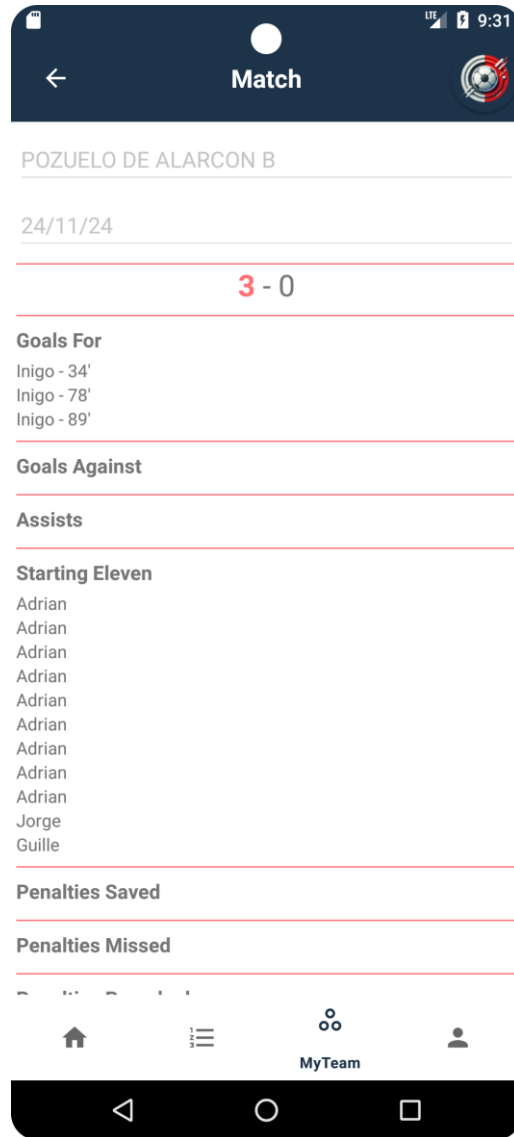 LTE 9:31
Match
POZUELO DE ALARCON B
24/11/24
3 - 0
Goals For
Inigo - 34'
Inigo - 78'
Inigo - 89'
Goals Against
Assists
Starting Eleven
Adrian
Adrian
Adrian
Adrian
Adrian
Adrian
Adrian
Adrian
Adrian
Jorge
Guille
Penalties Saved
Penalties Missed
MyTeam